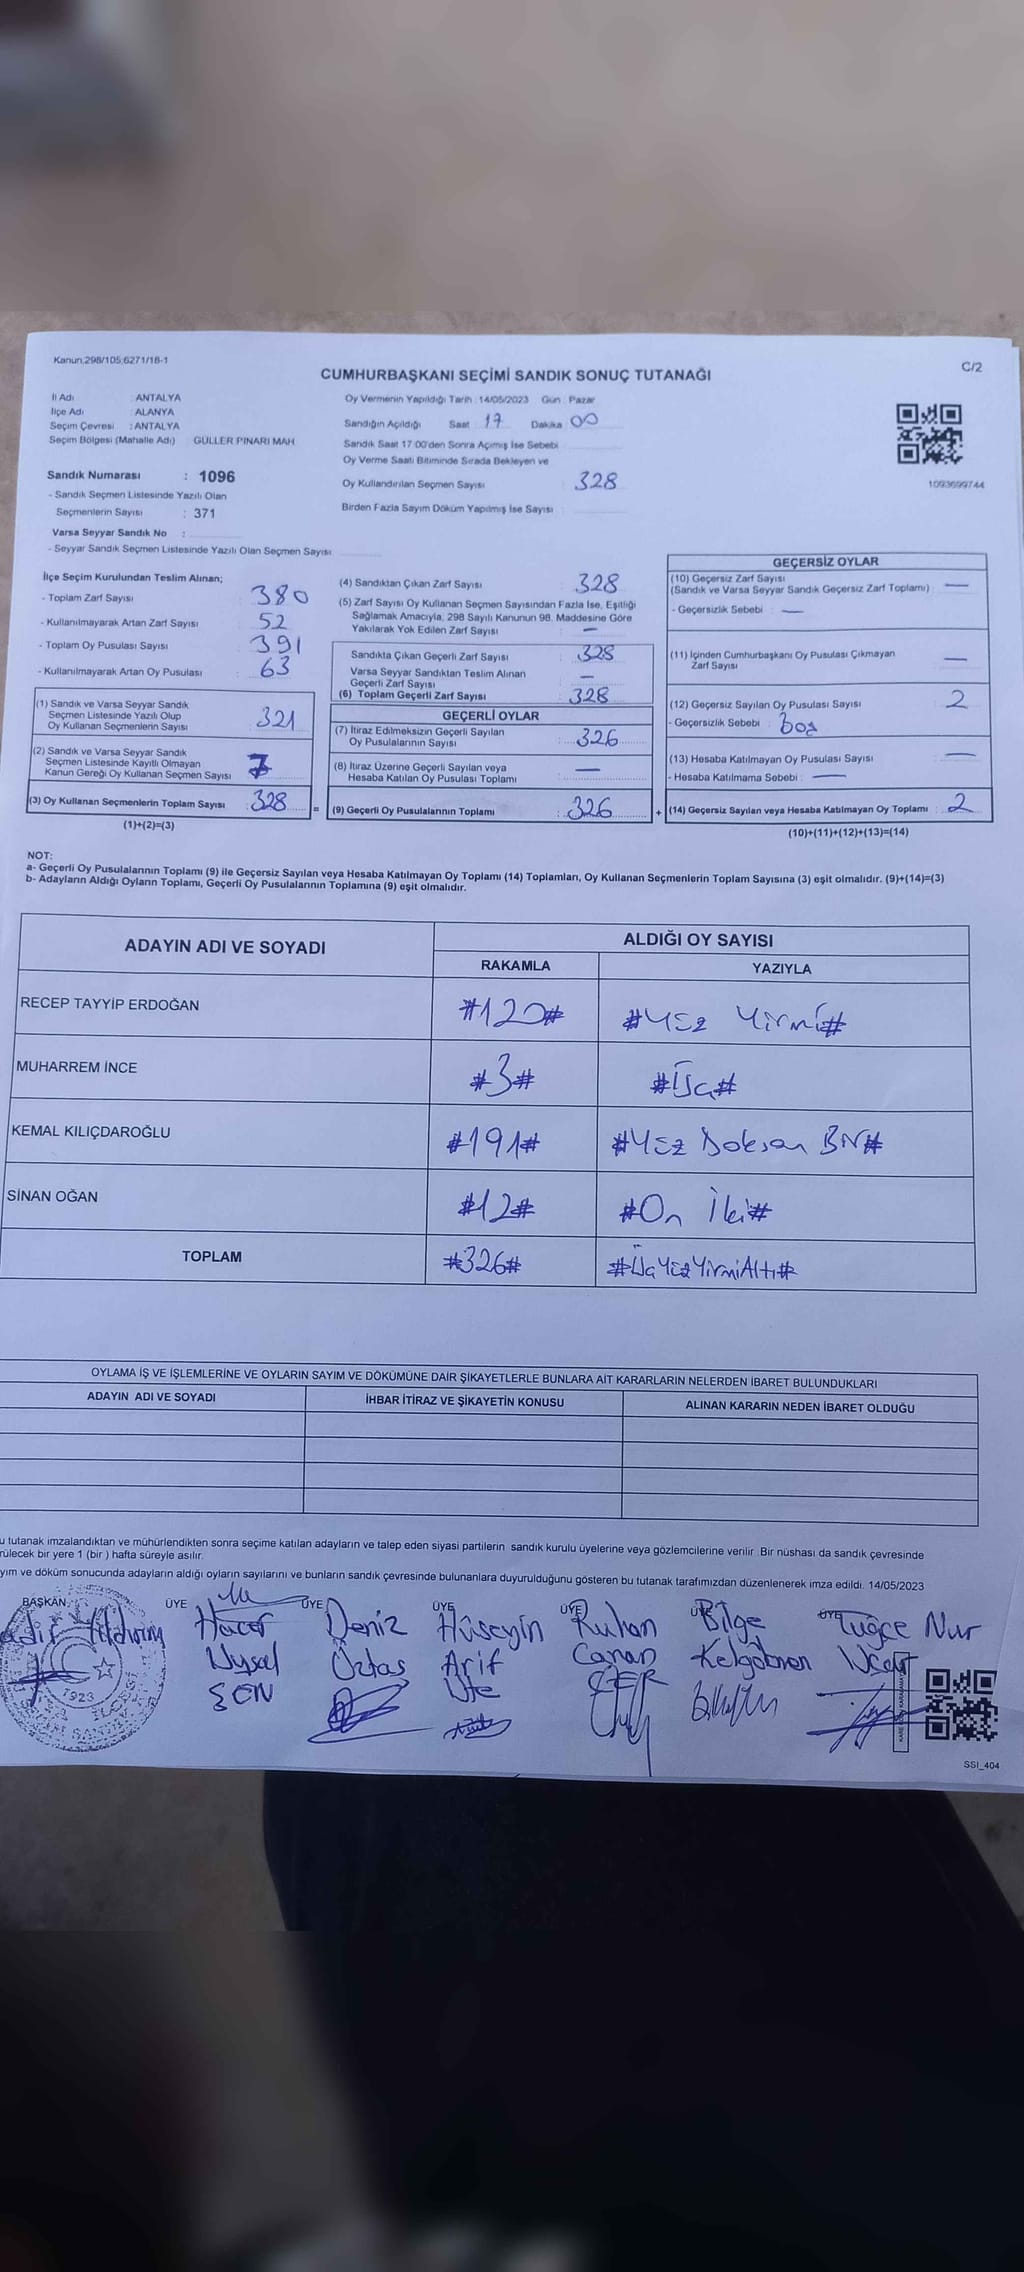 Kanun:298/105;6271/18-1
C/2
CUMHURBAŞKANI SEÇİMİ SANDIK SONUÇ TUTANAĞI
İl Adı : ANTALYA
İlçe Adı : ALANYA
Seçim Çevresi : ANTALYA
Seçim Bölgesi (Mahalle Adı) GÜLLER PINARI MAH
Sandık Numarası : 1096
- Sandık Seçmen Listesinde Yazılı Olan
Seçmenlerin Sayısı : 371
Varsa Seyyar Sandık No :
- Seyyar Sandık Seçmen Listesinde Yazılı Olan Seçmen Sayısı
Oy Vermenin Yapıldığı Tarih : 14/05/2023 Gün : Pazar
Sandığın Açıldığı Saat 17 Dakika 00
Sandık Saat 17:00'den Sonra Açılmış İse Sebebi
Oy Verme Saati Bitiminde Sırada Bekleyen ve
Oy Kullandırılan Seçmen Sayısı : 328
Birden Fazla Sayım Döküm Yapılmış İse Sayısı :
1093699744
İlçe Seçim Kurulundan Teslim Alınan;
- Toplam Zarf Sayısı : 380
- Kullanılmayarak Artan Zarf Sayısı : 52
- Toplam Oy Pusulası Sayısı : 391
- Kullanılmayarak Artan Oy Pusulası : 63
(1) Sandık ve Varsa Seyyar Sandık
Seçmen Listesinde Yazılı Olup
Oy Kullanan Seçmenlerin Sayısı : 321
(2) Sandık ve Varsa Seyyar Sandık
Seçmen Listesinde Kayıtlı Olmayan
Kanun Gereği Oy Kullanan Seçmen Sayısı : 7
(3) Oy Kullanan Seçmenlerin Toplam Sayısı : 328 =
(1)+(2)=(3)
(4) Sandıktan Çıkan Zarf Sayısı : 328
(5) Zarf Sayısı Oy Kullanan Seçmen Sayısından Fazla İse, Eşitliği
Sağlamak Amacıyla, 298 Sayılı Kanunun 98. Maddesine Göre
Yakılarak Yok Edilen Zarf Sayısı : —
Sandıkta Çıkan Geçerli Zarf Sayısı : 328
Varsa Seyyar Sandıktan Teslim Alınan
Geçerli Zarf Sayısı : —
(6) Toplam Geçerli Zarf Sayısı : 328
GEÇERLİ OYLAR
(7) İtiraz Edilmeksizin Geçerli Sayılan
Oy Pusulalarının Sayısı : 326
(8) İtiraz Üzerine Geçerli Sayılan veya
Hesaba Katılan Oy Pusulası Toplamı : —
(9) Geçerli Oy Pusulalarının Toplamı : 326 +
GEÇERSİZ OYLAR
(10) Geçersiz Zarf Sayısı
(Sandık ve Varsa Seyyar Sandık Geçersiz Zarf Toplamı) : —
- Geçersizlik Sebebi : —
(11) İçinden Cumhurbaşkanı Oy Pusulası Çıkmayan
Zarf Sayısı —
(12) Geçersiz Sayılan Oy Pusulası Sayısı : 2
- Geçersizlik Sebebi : boş
(13) Hesaba Katılmayan Oy Pusulası Sayısı : —
- Hesaba Katılmama Sebebi : —
(14) Geçersiz Sayılan veya Hesaba Katılmayan Oy Toplamı : 2
(10)+(11)+(12)+(13)=(14)
NOT:
a- Geçerli Oy Pusulalarının Toplamı (9) ile Geçersiz Sayılan veya Hesaba Katılmayan Oy Toplamı (14) Toplamları, Oy Kullanan Seçmenlerin Toplam Sayısına (3) eşit olmalıdır. (9)+(14)=(3)
b- Adayların Aldığı Oyların Toplamı, Geçerli Oy Pusulalarının Toplamına (9) eşit olmalıdır.
ADAYIN ADI VE SOYADI ALDIĞI OY SAYISI
RAKAMLA YAZIYLA
RECEP TAYYİP ERDOĞAN #120# #Yüz Yirmi#
MUHARREM İNCE #3# #Üç#
KEMAL KILIÇDAROĞLU #191# #Yüz Doksan Bir#
SİNAN OĞAN #12# #On İki#
TOPLAM #326# #ÜçYüzYirmiAltı#
OYLAMA İŞ VE İŞLEMLERİNE VE OYLARIN SAYIM VE DÖKÜMÜNE DAİR ŞİKAYETLERLE BUNLARA AİT KARARLARIN NELERDEN İBARET BULUNDUKLARI
ADAYIN ADI VE SOYADI İHBAR İTİRAZ VE ŞİKAYETİN KONUSU ALINAN KARARIN NEDEN İBARET OLDUĞU
u tutanak imzalandıktan ve mühürlendikten sonra seçime katılan adayların ve talep eden siyasi partilerin sandık kurulu üyelerine veya gözlemcilerine verilir. Bir nüshası da sandık çevresinde
rülecek bir yere 1 (bir ) hafta süreyle asılır.
yım ve döküm sonucunda adayların aldığı oyların sayılarını ve bunların sandık çevresinde bulunanlara duyurulduğunu gösteren bu tutanak tarafımızdan düzenlenerek imza edildi. 14/05/2023
BAŞKAN ÜYE ÜYE ÜYE ÜYE ÜYE ÜYE
adir Yıldırım Hacer Deniz Hüseyin Ruhan Bilge Tuğçe Nur
Uysal Öztaş Arif Canan
ŞEN Ute
1923
SSI_404